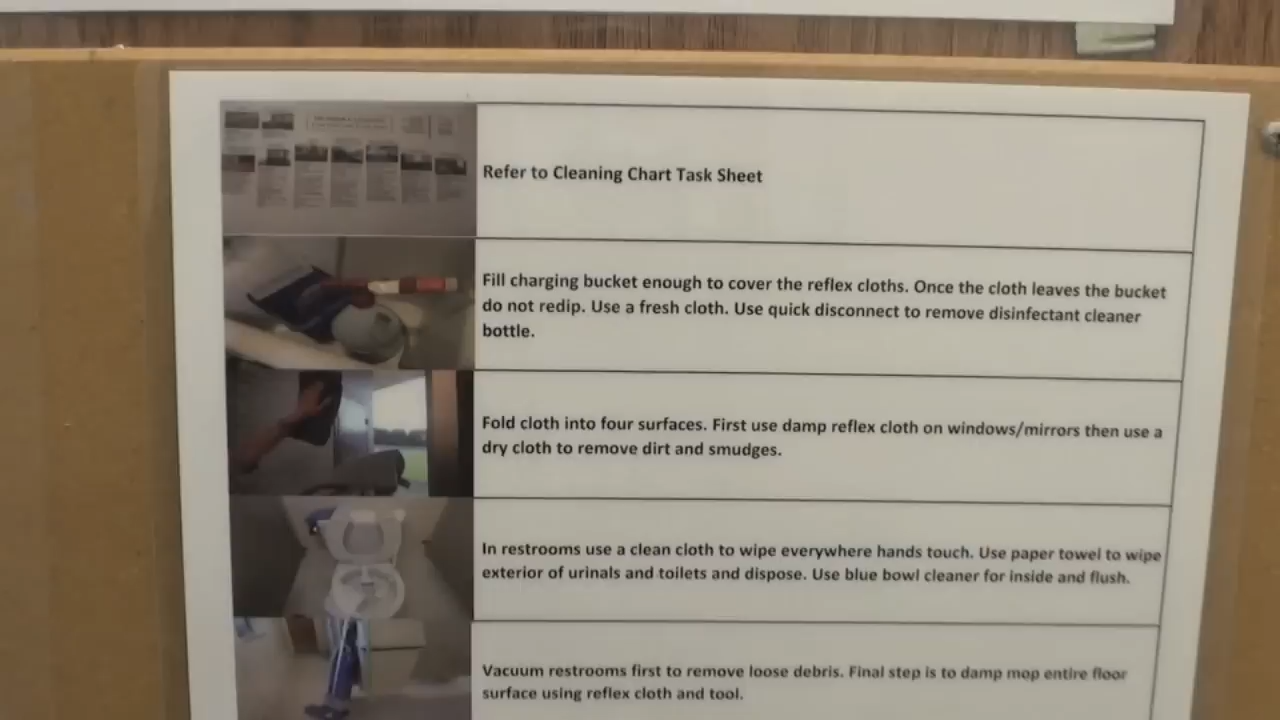 Refer to Cleaning Chart Task Sheet
Fill charging bucket enough to cover the reflex cloths. Once the cloth leaves the bucket
do not redip. Use a fresh cloth. Use quick disconnect to remove disinfectant cleaner
bottle.
Fold cloth into four surfaces. First use damp reflex cloth on windows/mirrors then use a
dry cloth to remove dirt and smudges.
In restrooms use a clean cloth to wipe everywhere hands touch. Use paper towel to wipe
exterior of urinals and toilets and dispose. Use blue bowl cleaner for inside and flush.
Vacuum restrooms first to remove loose debris. Final step is to damp mop entire floor
surface using reflex cloth and tool.